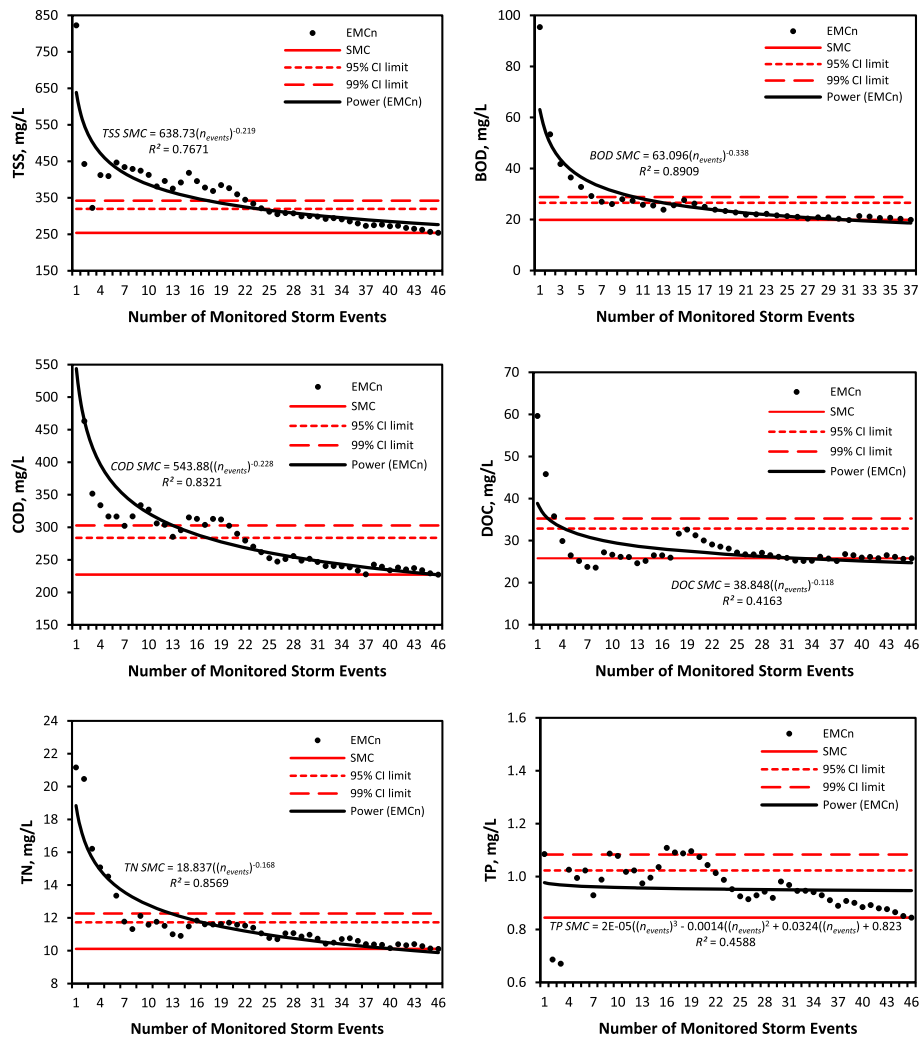 850
750
650
550
450
350
250
150
TSS, mg/L
EMCn
SMC
95% CI limit
99% CI limit
Power (EMCn)
TSS SMC = 638.73(n_events)^-0.219
R² = 0.7671
1 4 7 10 13 16 19 22 25 28 31 34 37 40 43 46
Number of Monitored Storm Events
100
80
60
40
20
0
BOD, mg/L
EMCn
SMC
95% CI limit
99% CI limit
Power (EMCn)
BOD SMC = 63.096(n_events)^-0.338
R² = 0.8909
1 3 5 7 9 11 13 15 17 19 21 23 25 27 29 31 33 35 37
Number of Monitored Storm Events
550
500
450
400
350
300
250
200
150
COD, mg/L
EMCn
SMC
95% CI limit
99% CI limit
Power (EMCn)
COD SMC = 543.88((n_events)^-0.228
R² = 0.8321
1 4 7 10 13 16 19 22 25 28 31 34 37 40 43 46
Number of Monitored Storm Events
70
60
50
40
30
20
10
DOC, mg/L
EMCn
SMC
95% CI limit
99% CI limit
Power (EMCn)
DOC SMC = 38.848((n_events)^-0.118
R² = 0.4163
1 4 7 10 13 16 19 22 25 28 31 34 37 40 43 46
Number of Monitored Storm Events
24
22
20
18
16
14
12
10
8
TN, mg/L
EMCn
SMC
95% CI limit
99% CI limit
Power (EMCn)
TN SMC = 18.837((n_events)^-0.168
R² = 0.8569
1 4 7 10 13 16 19 22 25 28 31 34 37 40 43 46
Number of Monitored Storm Events
1.6
1.4
1.2
1.0
0.8
0.6
TP, mg/L
EMCn
SMC
95% CI limit
99% CI limit
Power (EMCn)
TP SMC = 2E-05((n_events)³ - 0.0014((n_events)² + 0.0324((n_events) + 0.823
R² = 0.4588
1 4 7 10 13 16 19 22 25 28 31 34 37 40 43 46
Number of Monitored Storm Events